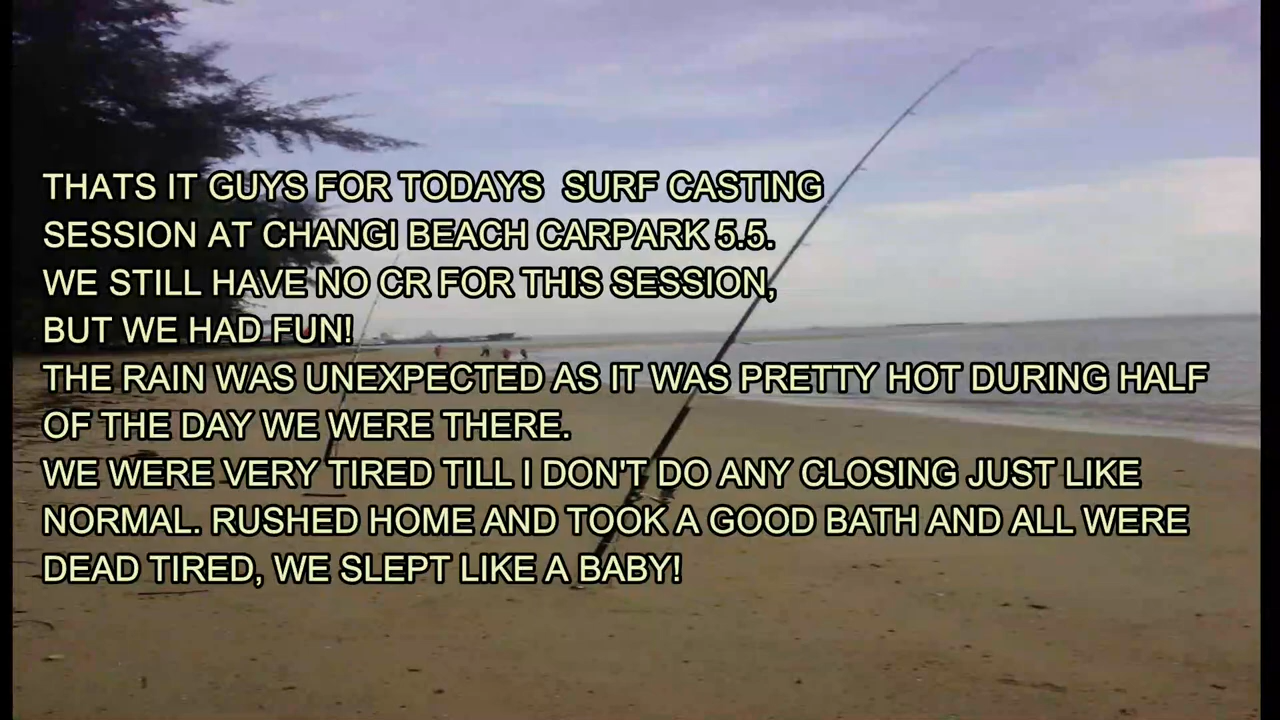 THATS IT GUYS FOR TODAYS  SURF CASTING
SESSION AT CHANGI BEACH CARPARK 5.5.
WE STILL HAVE NO CR FOR THIS SESSION,
BUT WE HAD FUN!
THE RAIN WAS UNEXPECTED AS IT WAS PRETTY HOT DURING HALF
OF THE DAY WE WERE THERE.
WE WERE VERY TIRED TILL I DON'T DO ANY CLOSING JUST LIKE
NORMAL. RUSHED HOME AND TOOK A GOOD BATH AND ALL WERE
DEAD TIRED, WE SLEPT LIKE A BABY!